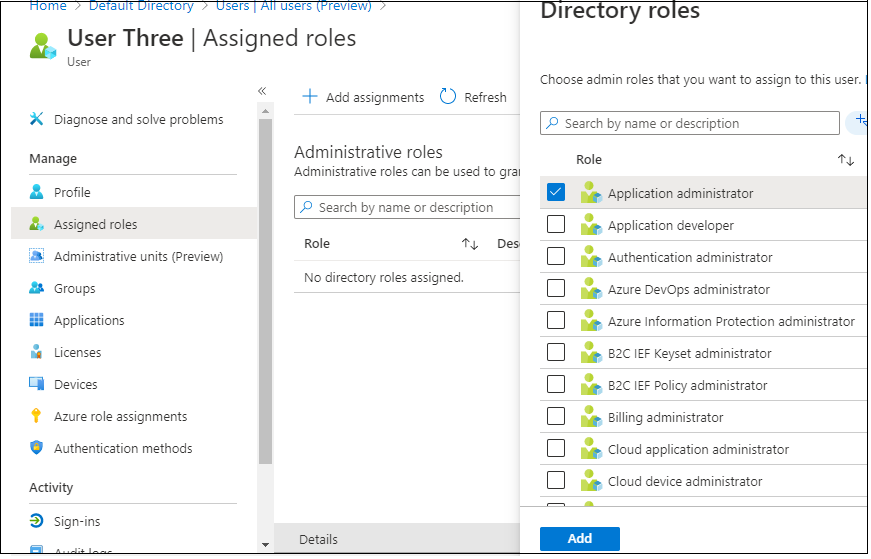 Home > Default Directory > Users | All users (Preview) >
User Three | Assigned roles
User
«
Diagnose and solve problems
Manage
Profile
Assigned roles
Administrative units (Preview)
Groups
Applications
Licenses
Devices
Azure role assignments
Authentication methods
Activity
Sign-ins
Audit logs
+ Add assignments Refresh
Administrative roles
Administrative roles can be used to gra
Search by name or description
Role ↑↓ Des
No directory roles assigned.
Details
Directory roles
Choose admin roles that you want to assign to this user.
Search by name or description
Role ↑↓
Application administrator
Application developer
Authentication administrator
Azure DevOps administrator
Azure Information Protection administrator
B2C IEF Keyset administrator
B2C IEF Policy administrator
Billing administrator
Cloud application administrator
Cloud device administrator
Add